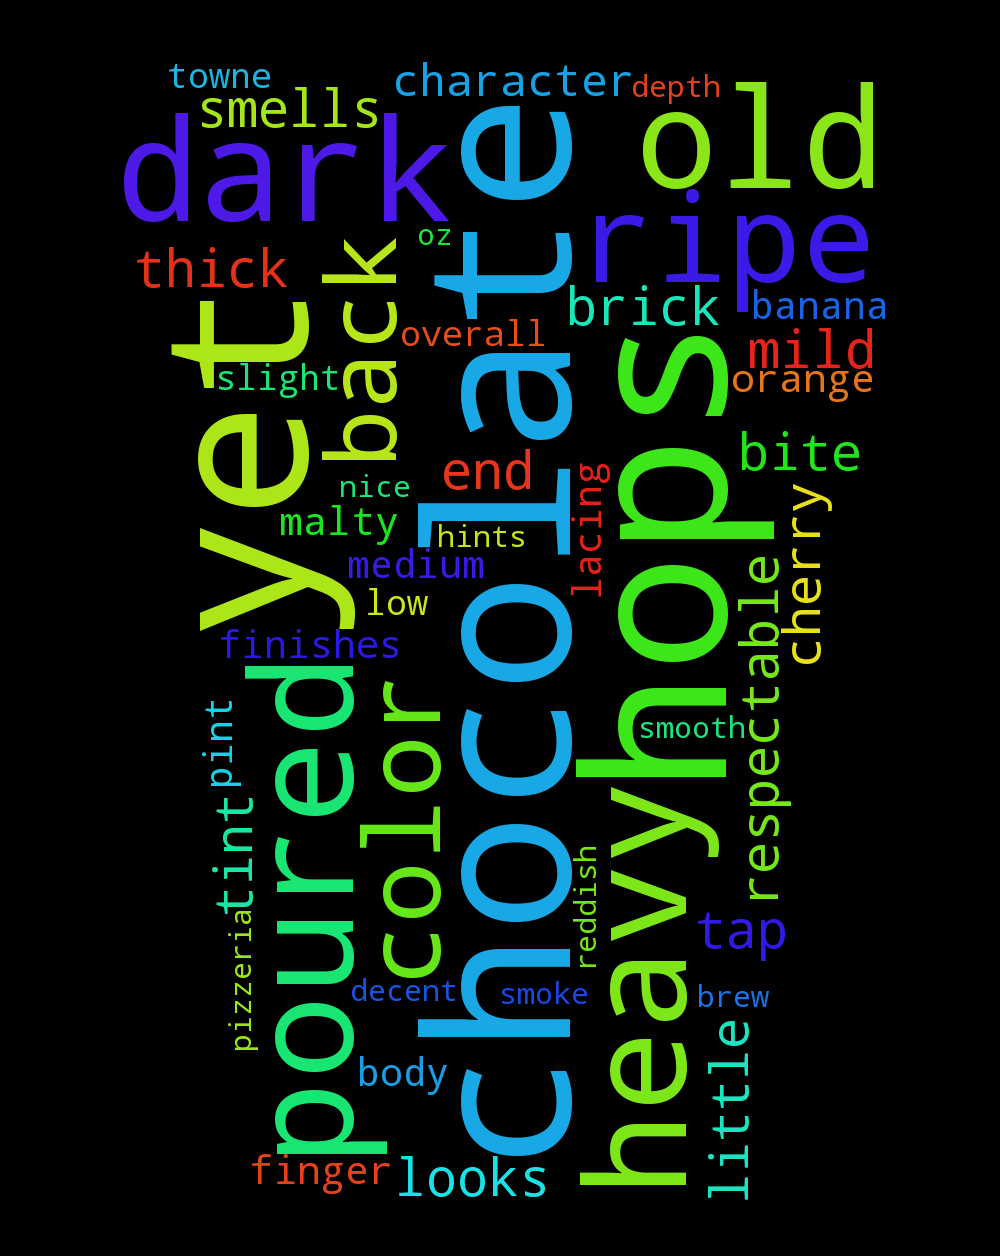 towne
character
depth
smells
old
dark
chocolate
ripe
oz
thick
back
brick
banana
yet
overall
hops
mild
slight
orange
bite
end
lacing
cherry
nice
malty
hints
medium
low
respectable
finishes
poured
color
smooth
pint
tint
heavy
reddish
pizzeria
tap
decent
smoke
brew
little
body
finger
looks